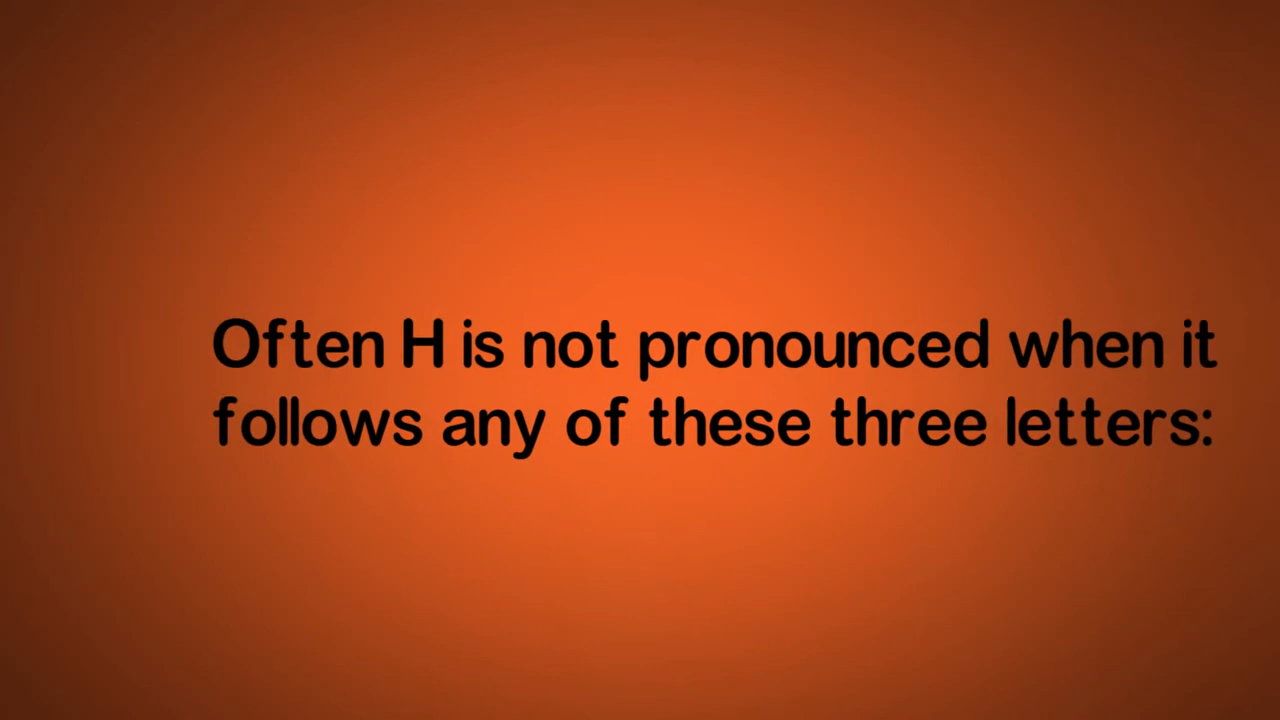 Often H is not pronounced when it
follows any of these three letters: